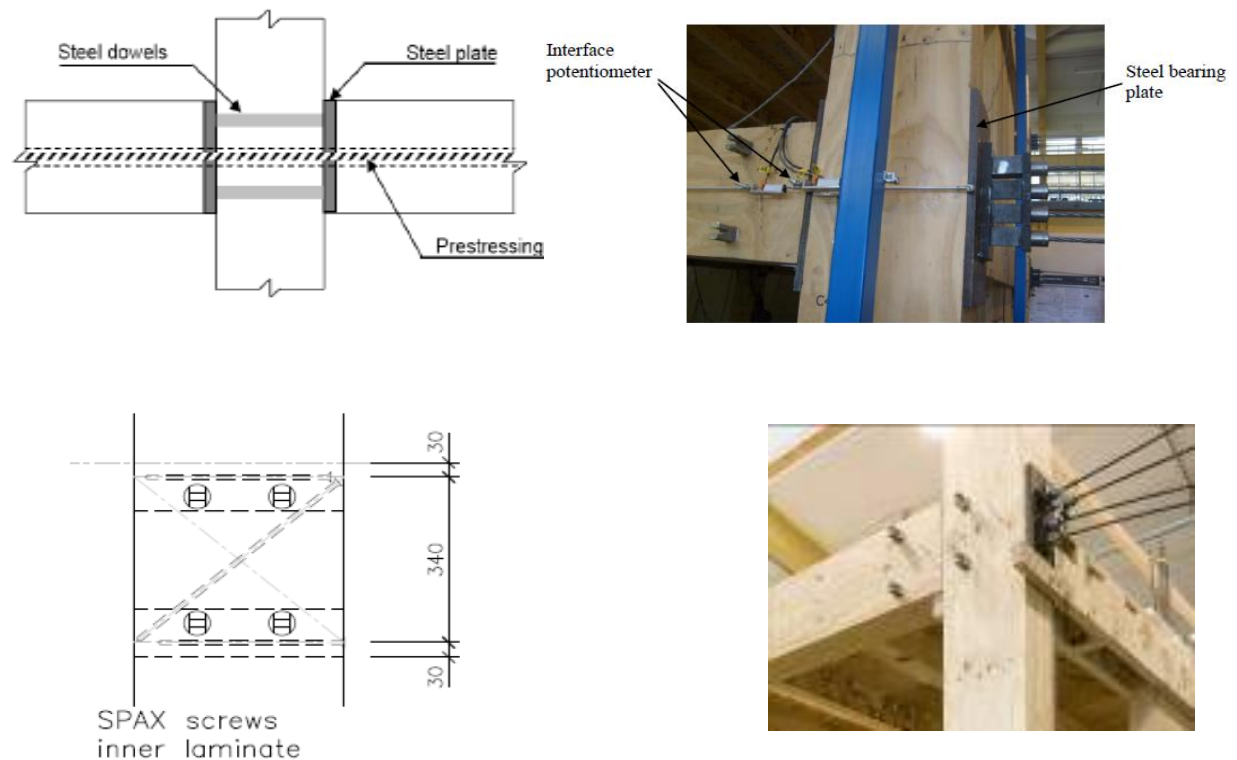 Steel dowels
Steel plate
Prestressing
Interface
potentiometer
Steel bearing
plate
30
340
30
SPAX screws
inner laminate